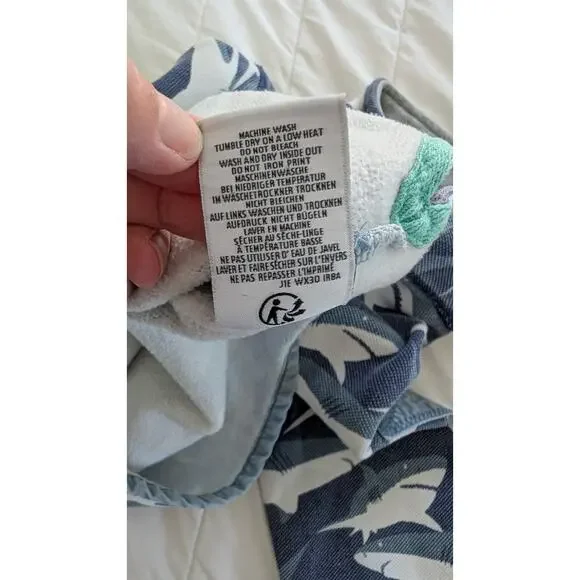 MACHINE WASH
TUMBLE DRY ON A LOW HEAT
DO NOT BLEACH
WASH AND DRY INSIDE OUT
DO NOT IRON PRINT
MASCHINENWÄSCHE
BEI NIEDRIGER TEMPERATUR
IM WÄSCHETROCKNER TROCKNEN
NICHT BLEICHEN
AUF LINKS WASCHEN UND TROCKNEN
AUFDRUCK NICHT BÜGELN
LAVER EN MACHINE
SÉCHER AU SÈCHE-LINGE
À TEMPÉRATURE BASSE
NE PAS UTILISER D'EAU DE JAVEL
LAVER ET FAIRE SÉCHER SUR L'ENVERS
NE PAS REPASSER L'IMPRIMÉ
J1E WX30 IRBA